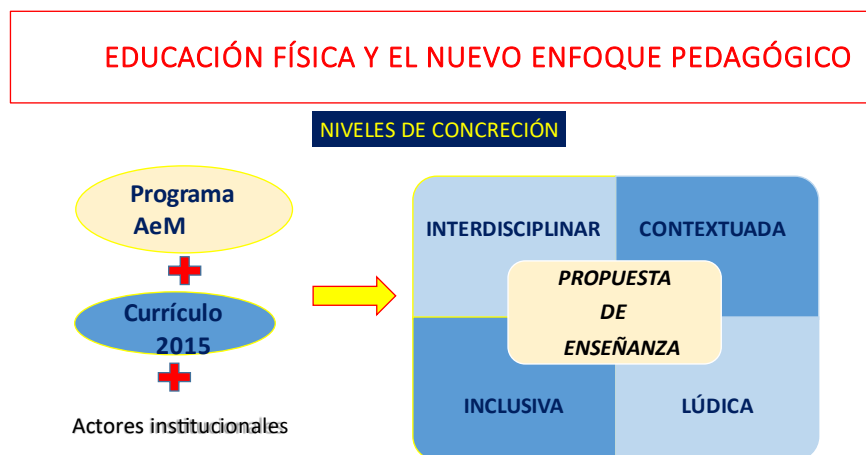 EDUCACIÓN FÍSICA Y EL NUEVO ENFOQUE PEDAGÓGICO
NIVELES DE CONCRECIÓN
Programa
AeM
Currículo
2015
Actores institucionales
INTERDISCIPLINAR
CONTEXTUADA
PROPUESTA
DE
ENSEÑANZA
INCLUSIVA
LÚDICA